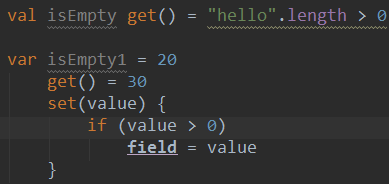 val isEmpty get() = "hello".length > 0
var isEmpty1 = 20
get() = 30
set(value) {
if (value > 0)
field = value
}